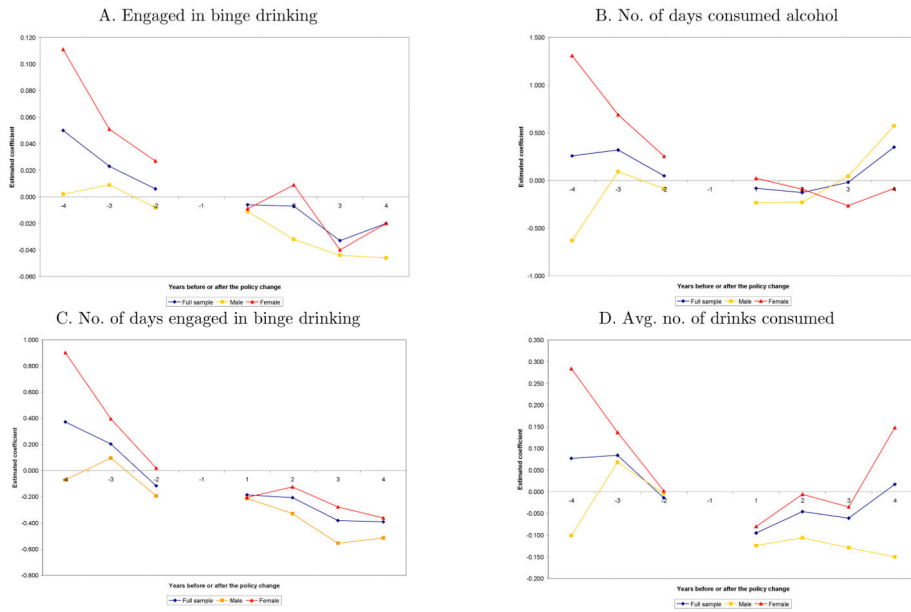 A. Engaged in binge drinking
0.120
0.100
0.080
0.060
0.040
0.020
0.000
-0.020
-0.040
-0.060
Estimated coefficient
-4 -3 -2 -1 3 4
Years before or after the policy change
Full sample Male Female
B. No. of days consumed alcohol
1.500
1.000
0.500
0.000
-0.500
-1.000
Estimated coefficient
-4 -3 -2 -1 1 2 3 4
Years before or after the policy change
Full sample Male Female
C. No. of days engaged in binge drinking
1.000
0.800
0.600
0.400
0.200
0.000
-0.200
-0.400
-0.600
-0.800
Estimated coefficient
-4 -3 -2 -1 1 2 3 4
Years before or after the policy change
Full sample Male Female
D. Avg. no. of drinks consumed
0.350
0.300
0.250
0.200
0.150
0.100
0.050
0.000
-0.050
-0.100
-0.150
-0.200
Estimated coefficient
-4 -3 -2 -1 1 2 3 4
Years before or after the policy change
Full sample Male Female